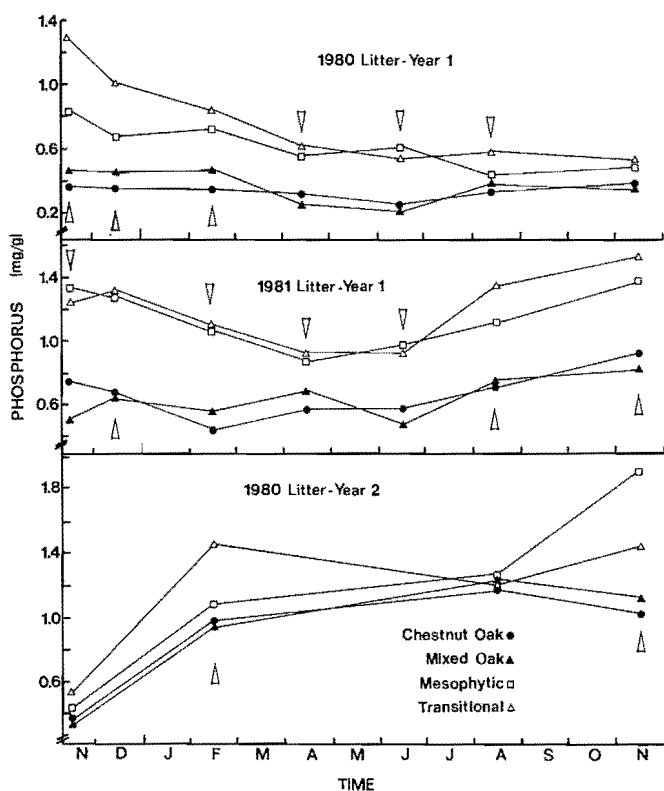 1980 Litter-Year 1
1.4
1.0
0.6
0.2
1981 Litter-Year 1
1.4
1.0
0.6
PHOSPHORUS (mg/g)
1980 Litter-Year 2
1.8
1.4
1.0
0.6
Chestnut Oak
Mixed Oak
Mesophytic
Transitional
N D J F M A M J J A S O N
TIME